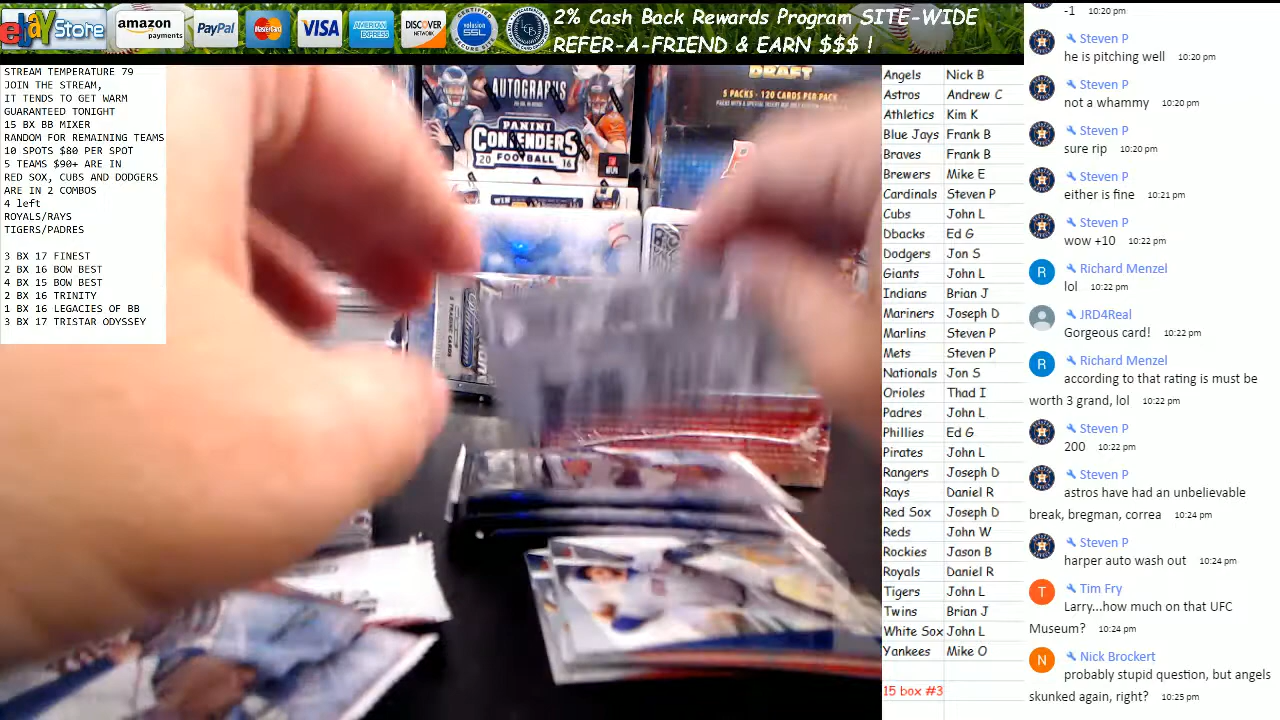 ebay Store
amazon
payments
PayPal
MasterCard
VISA
AMERICAN EXPRESS
DISCOVER
NETWORK
2% Cash Back Rewards Program SITE-WIDE
REFER-A-FRIEND & EARN $$$ !
STREAM TEMPERATURE 79
JOIN THE STREAM,
IT TENDS TO GET WARM
GUARANTEED TONIGHT
15 BX BB MIXER
RANDOM FOR REMAINING TEAMS
10 SPOTS $80 PER SPOT
5 TEAMS $90+ ARE IN
RED SOX, CUBS AND DODGERS
ARE IN 2 COMBOS
4 left
ROYALS/RAYS
TIGERS/PADRES
3 BX 17 FINEST
2 BX 16 BOW BEST
4 BX 15 BOW BEST
2 BX 16 TRINITY
1 BX 16 LEGACIES OF BB
3 BX 17 TRISTAR ODYSSEY
AUTOGRAPHS
PANINI
CONTENDERS
20 FOOTBALL 16
DRAFT
5 PACKS - 120 CARDS PER PACK
Angels Nick B
Astros Andrew C
Athletics Kim K
Blue Jays Frank B
Braves Frank B
Brewers Mike E
Cardinals Steven P
Cubs John L
Dbacks Ed G
Dodgers Jon S
Giants John L
Indians Brian J
Mariners Joseph D
Marlins Steven P
Mets Steven P
Nationals Jon S
Orioles Thad I
Padres John L
Phillies Ed G
Pirates John L
Rangers Joseph D
Rays Daniel R
Red Sox Joseph D
Reds John W
Rockies Jason B
Royals Daniel R
Tigers John L
Twins Brian J
White Sox John L
Yankees Mike O
15 box #3
-1 10:20 pm
Steven P
he is pitching well 10:20 pm
Steven P
not a whammy 10:20 pm
Steven P
sure rip 10:20 pm
Steven P
either is fine 10:21 pm
Steven P
wow +10 10:22 pm
R Richard Menzel
lol 10:22 pm
JRD4Real
Gorgeous card! 10:22 pm
R Richard Menzel
according to that rating is must be
worth 3 grand, lol 10:22 pm
Steven P
200 10:22 pm
Steven P
astros have had an unbelievable
break, bregman, correa 10:24 pm
Steven P
harper auto wash out 10:24 pm
T Tim Fry
Larry...how much on that UFC
Museum? 10:24 pm
N Nick Brockert
probably stupid question, but angels
skunked again, right? 10:25 pm